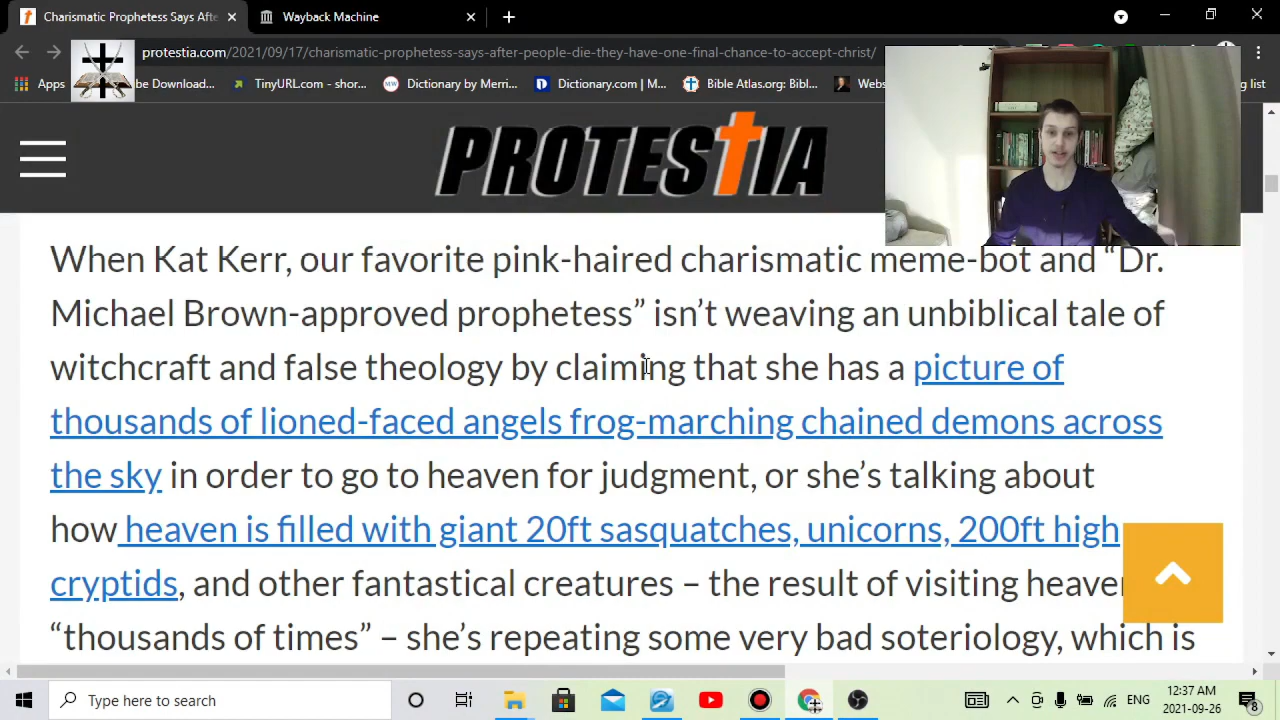 Charismatic Prophetess Says Afte
Wayback Machine
protestia.com/2021/09/17/charismatic-prophetess-says-after-people-die-they-have-one-final-chance-to-accept-christ/
Apps
be Download...
TinyURL.com - shor...
Dictionary by Merri...
Dictionary.com | M...
Bible Atlas.org: Bibl...
Webs
ng list
PROTESTIA
When Kat Kerr, our favorite pink-haired charismatic meme-bot and “Dr.
Michael Brown-approved prophetess” isn’t weaving an unbiblical tale of
witchcraft and false theology by claiming that she has a picture of
thousands of lioned-faced angels frog-marching chained demons across
the sky in order to go to heaven for judgment, or she’s talking about
how heaven is filled with giant 20ft sasquatches, unicorns, 200ft high
cryptids, and other fantastical creatures – the result of visiting heaven
“thousands of times” – she’s repeating some very bad soteriology, which is
Type here to search
ENG
12:37 AM
2021-09-26
8